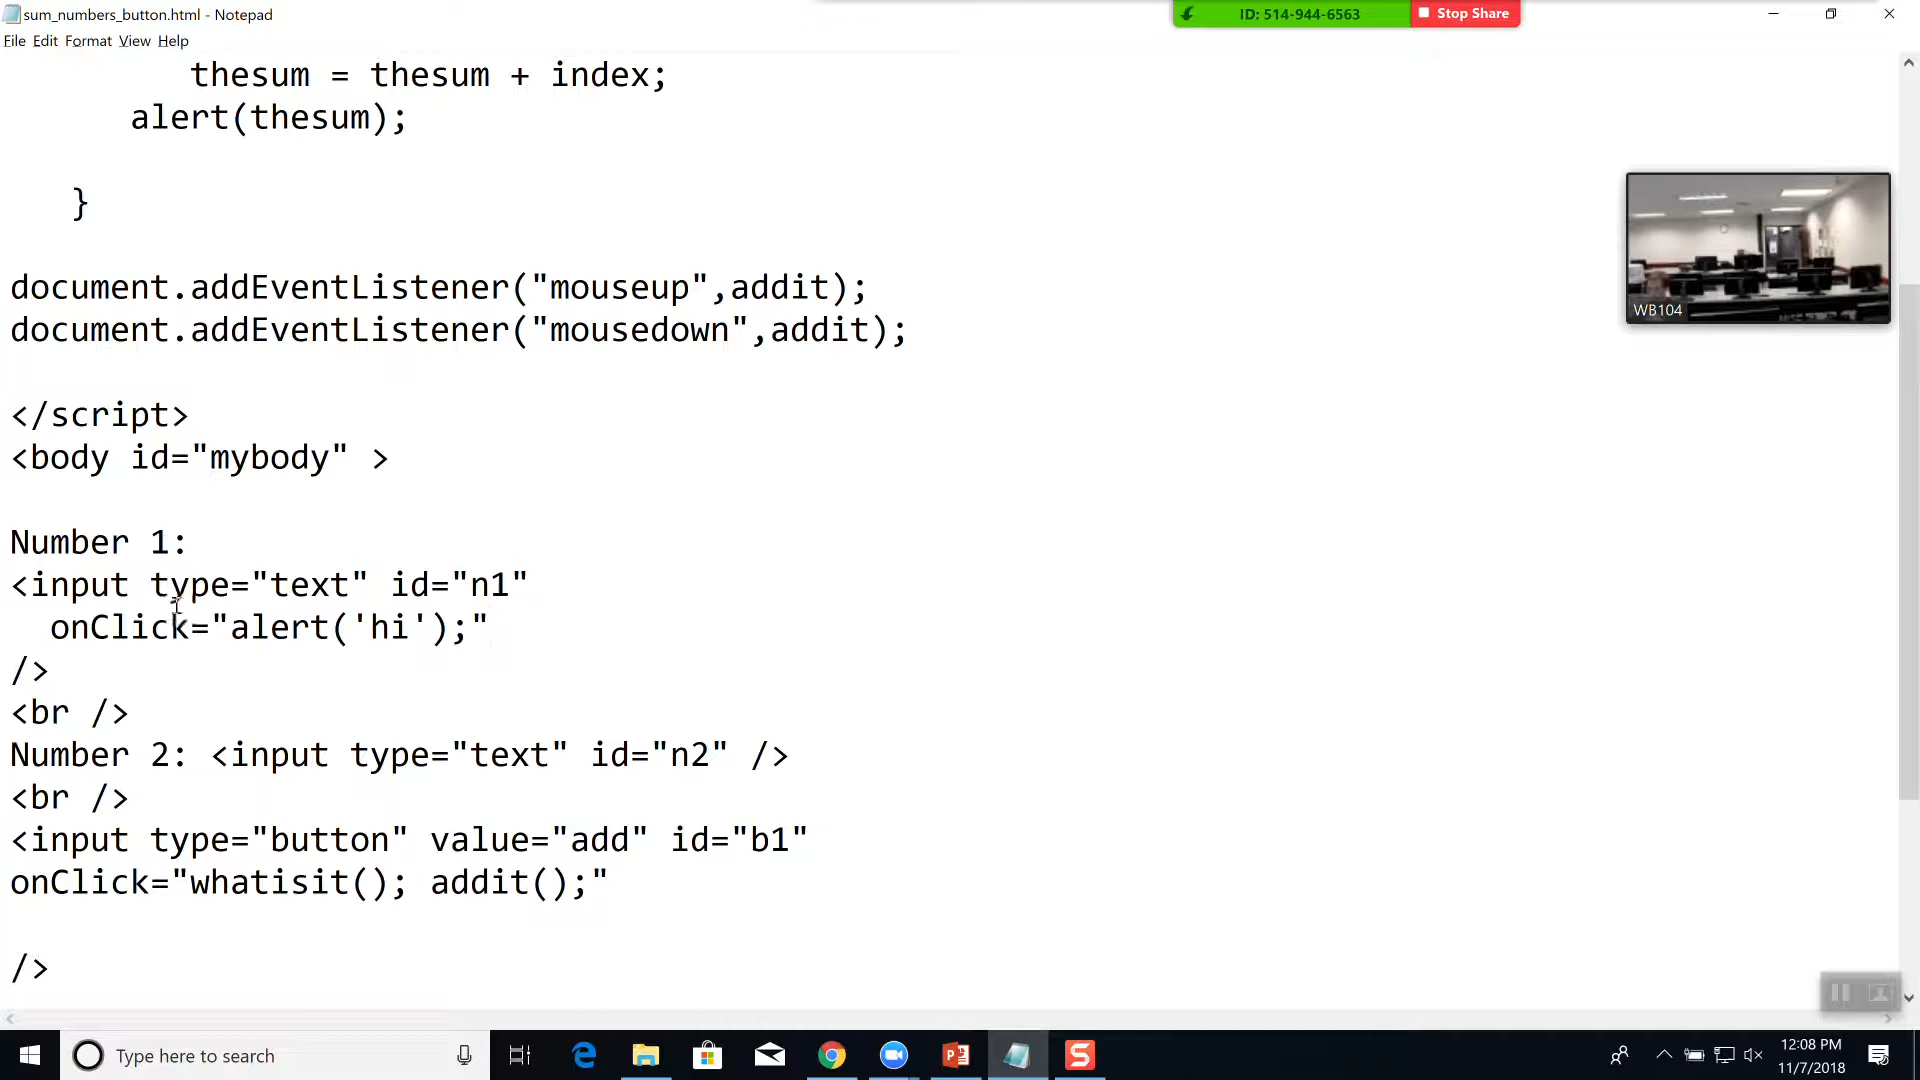 sum_numbers_button.html - Notepad
ID: 514-944-6563
Stop Share
File Edit Format View Help
thesum = thesum + index;
alert(thesum);
}
document.addEventListener("mouseup",addit);
document.addEventListener("mousedown",addit);
</script>
<body id="mybody" >
Number 1:
<input type="text" id="n1"
onClick="alert('hi');"
/>
<br />
Number 2: <input type="text" id="n2" />
<br />
<input type="button" value="add" id="b1"
onClick="whatisit(); addit();"
/>
WB104
Type here to search
12:08 PM
11/7/2018